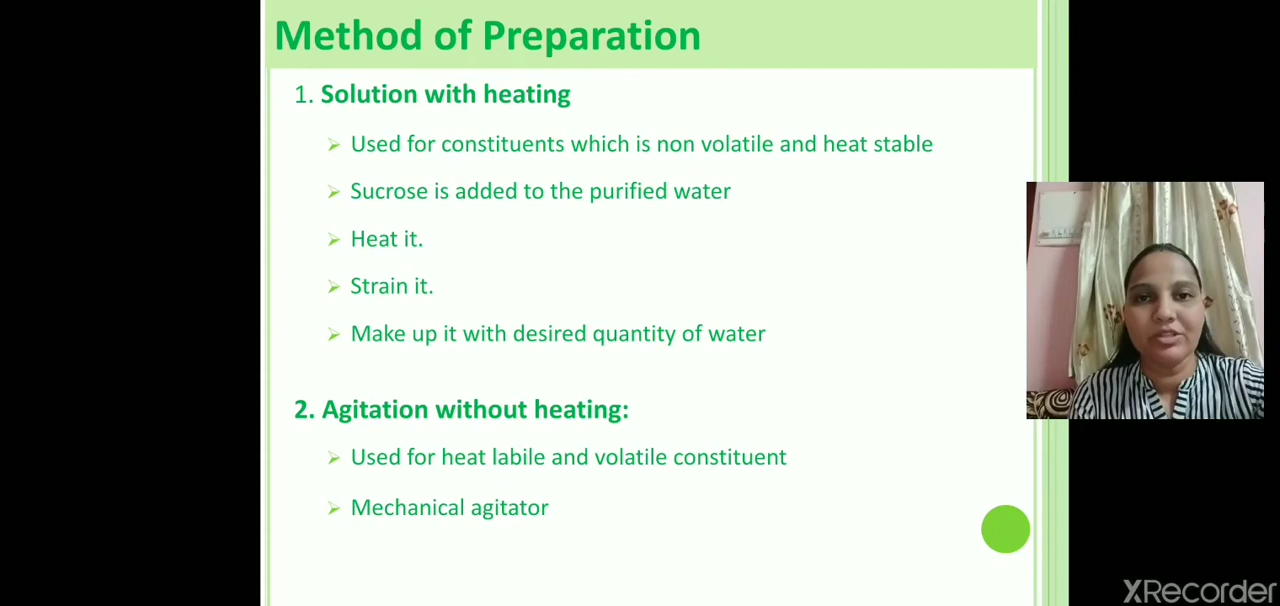 Method of Preparation
1. Solution with heating
Used for constituents which is non volatile and heat stable
Sucrose is added to the purified water
Heat it.
Strain it.
Make up it with desired quantity of water
2. Agitation without heating:
Used for heat labile and volatile constituent
Mechanical agitator
XRecorder